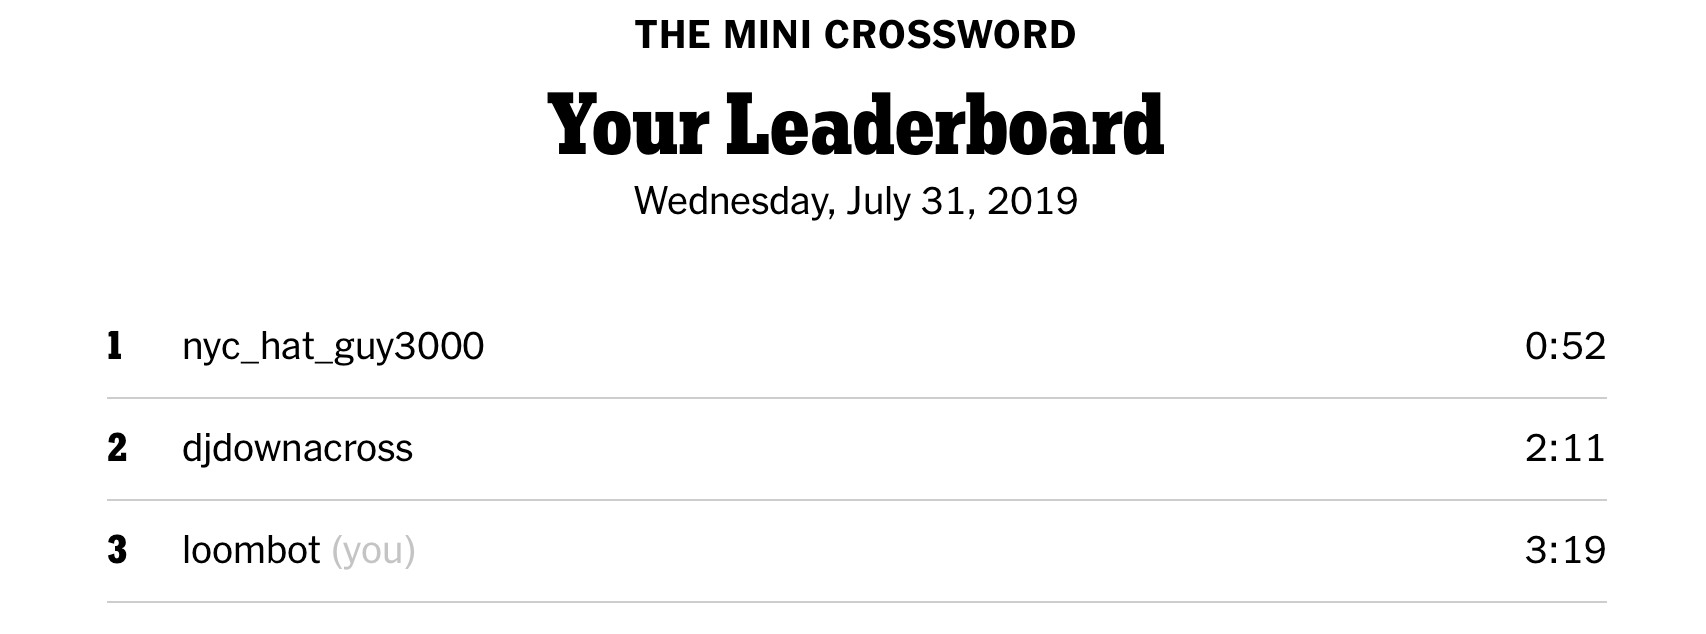 THE MINI CROSSWORD
Your Leaderboard
Wednesday, July 31, 2019
1 nyc_hat_guy3000 0:52
2 djdownacross 2:11
3 loombot (you) 3:19